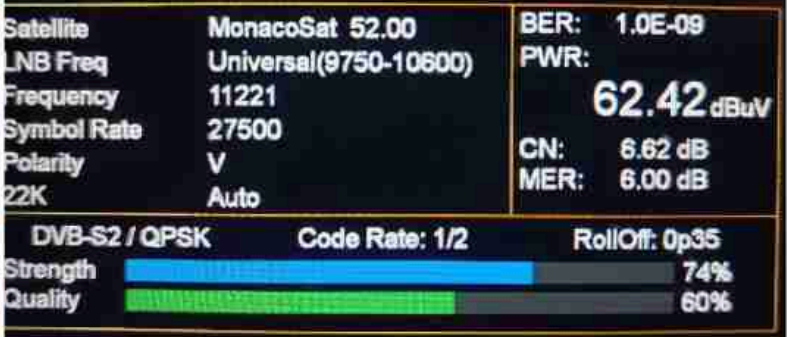 Satellite MonacoSat 52.00
LNB Freq Universal(9750-10600)
Frequency 11221
Symbol Rate 27500
Polarity V
22K Auto
BER: 1.0E-09
PWR:
62.42 dBuV
CN: 6.62 dB
MER: 6.00 dB
DVB-S2 / QPSK Code Rate: 1/2 RollOff: 0p35
Strength 74%
Quality 60%